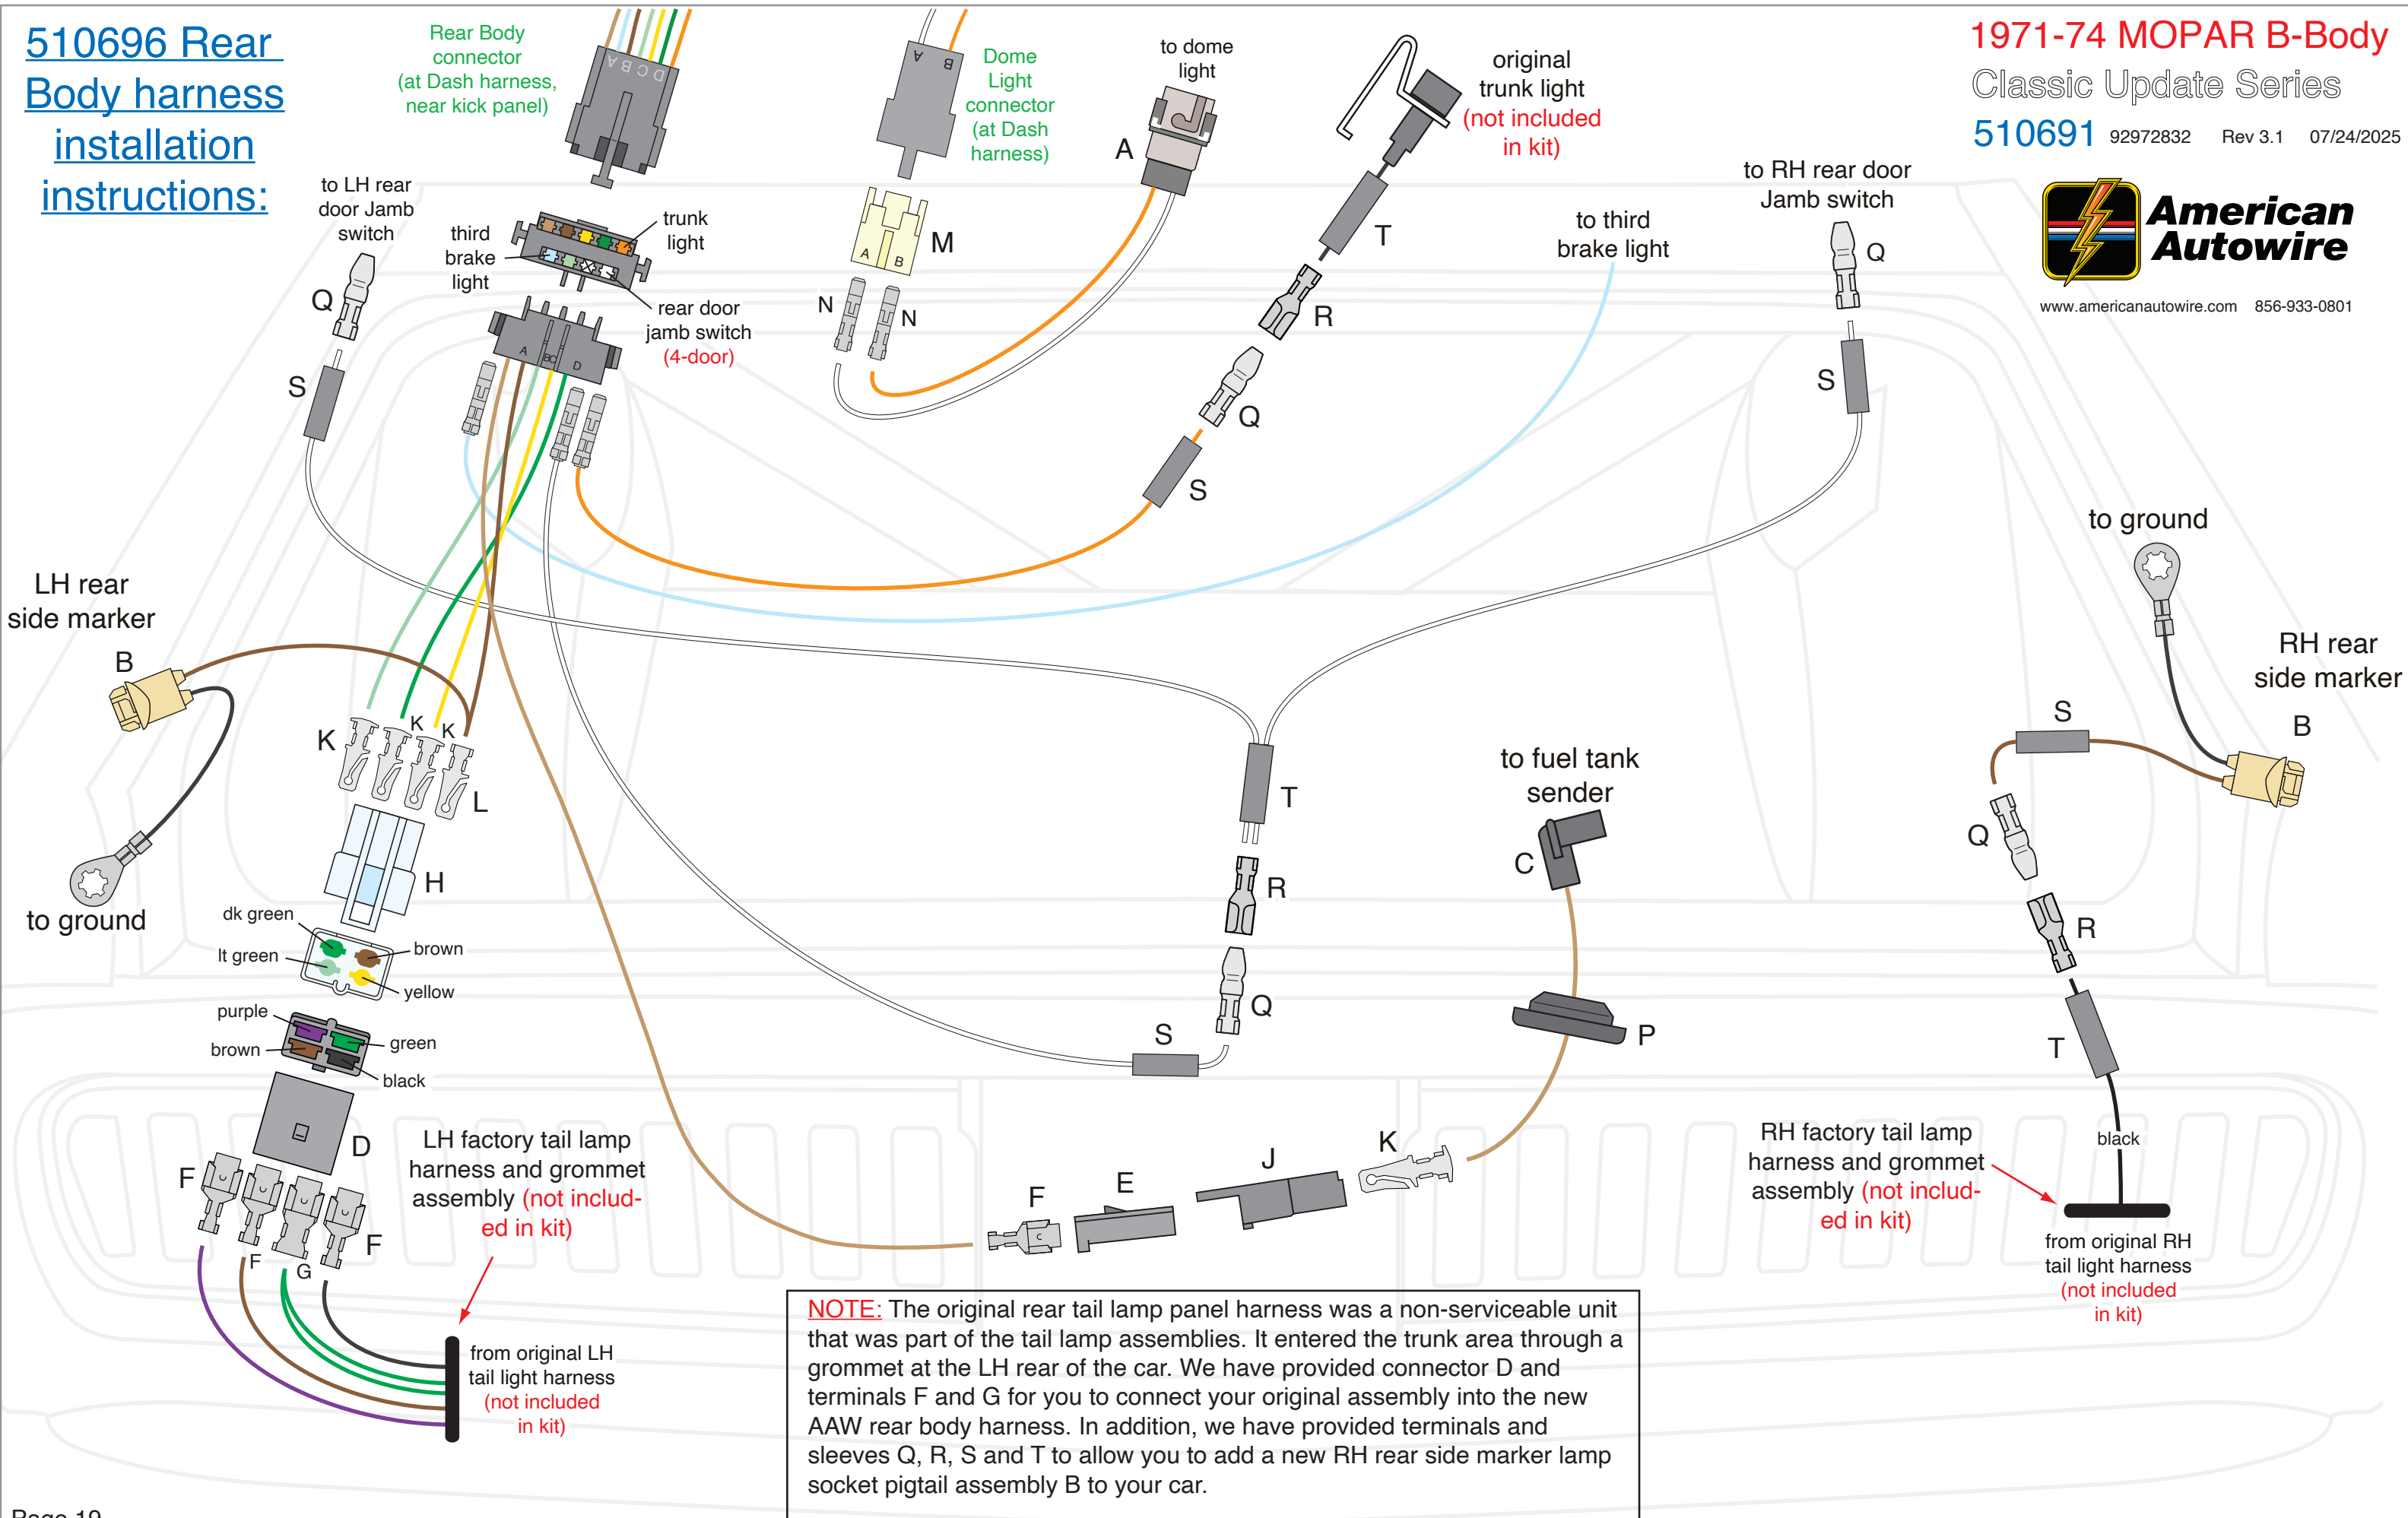 510696 Rear
Body harness
installation
instructions:
Rear Body
connector
(at Dash harness,
near kick panel)
A B C D
A
B
Dome
Light
connector
(at Dash
harness)
to dome
light
A
original
trunk light
(not included
in kit)
1971-74 MOPAR B-Body
Classic Update Series
510691 92972832 Rev 3.1 07/24/2025
American
Autowire
www.americanautowire.com 856-933-0801
to LH rear
door Jamb
switch
Q
S
third
brake
light
trunk
light
rear door
jamb switch
(4-door)
A
BC
D
M
A
B
N
N
T
R
Q
S
to third
brake light
to RH rear door
Jamb switch
Q
S
to ground
LH rear
side marker
B
to ground
RH rear
side marker
B
S
Q
R
T
black
K
K
K
L
H
dk green
lt green
brown
yellow
purple
brown
green
black
D
F
F
G
F
LH factory tail lamp
harness and grommet
assembly (not includ-
ed in kit)
from original LH
tail light harness
(not included
in kit)
T
R
Q
S
to fuel tank
sender
C
P
K
J
E
F
RH factory tail lamp
harness and grommet
assembly (not includ-
ed in kit)
from original RH
tail light harness
(not included
in kit)
NOTE: The original rear tail lamp panel harness was a non-serviceable unit
that was part of the tail lamp assemblies. It entered the trunk area through a
grommet at the LH rear of the car. We have provided connector D and
terminals F and G for you to connect your original assembly into the new
AAW rear body harness. In addition, we have provided terminals and
sleeves Q, R, S and T to allow you to add a new RH rear side marker lamp
socket pigtail assembly B to your car.
Page 19